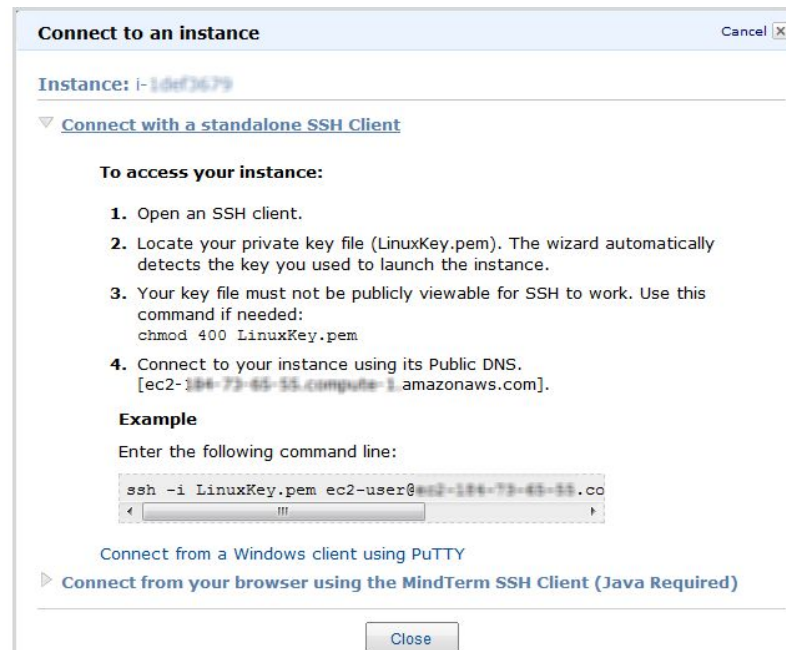 Connect to an instance
Cancel
Instance: i-
Connect with a standalone SSH Client
To access your instance:
1. Open an SSH client.
2. Locate your private key file (LinuxKey.pem). The wizard automatically
detects the key you used to launch the instance.
3. Your key file must not be publicly viewable for SSH to work. Use this
command if needed:
chmod 400 LinuxKey.pem
4. Connect to your instance using its Public DNS.
[ec2- amazonaws.com].
Example
Enter the following command line:
ssh -i LinuxKey.pem ec2-user@ .co
Connect from a Windows client using PuTTY
Connect from your browser using the MindTerm SSH Client (Java Required)
Close